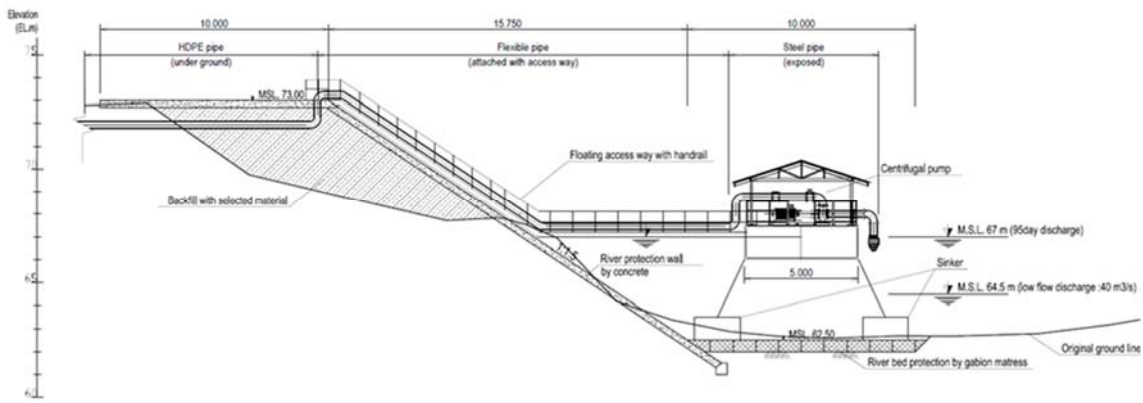 Elevation
(EL.m)
10.000
15.750
10.000
75
HDPE pipe
(under ground)
Flexible pipe
(attached with access way)
Steel pipe
(exposed)
MSL. 73.00
70
Floating access way with handrail
Centrifugal pump
Backfill with selected material
M.S.L. 67 m (95day discharge)
1:1.5
River protection wall
by concrete
Sinker
65
5.000
M.S.L. 64.5 m (low flow discharge :40 m3/s)
MSL. 62.50
Original ground line
River bed protection by gabion matress
60